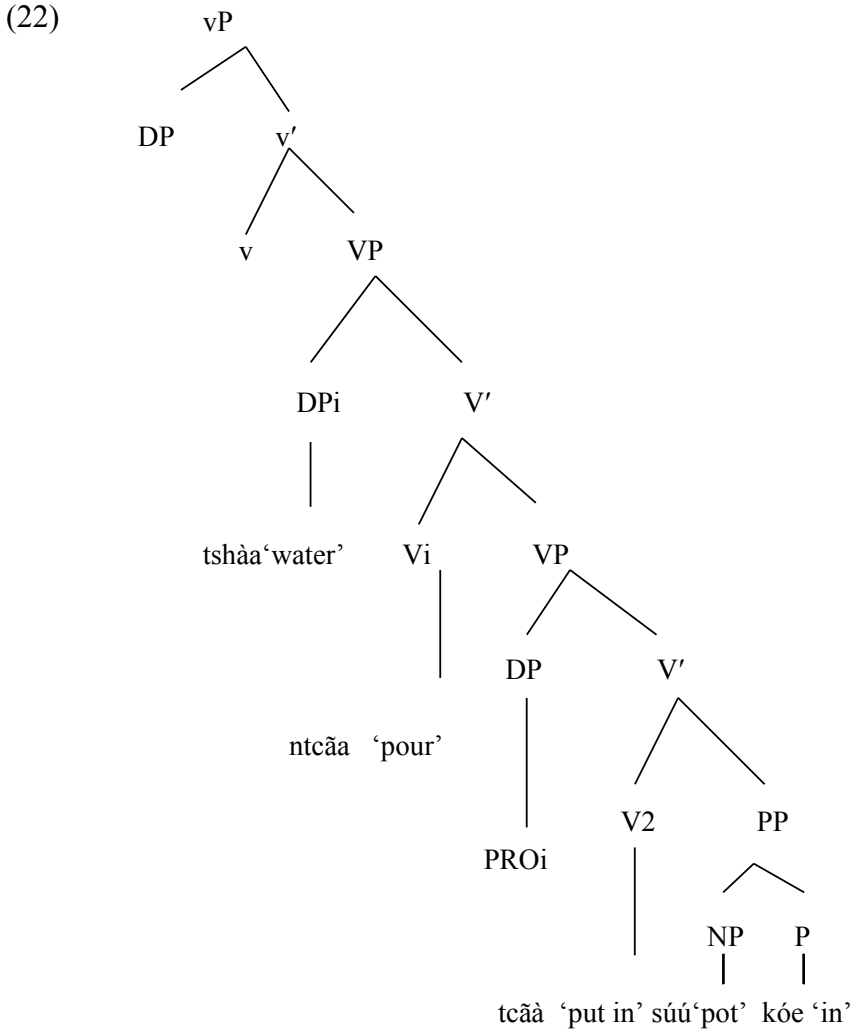 (22) vP
DP v′
v VP
DPi V′
tshàa‘water’ Vi VP
DP V′
ntcãa ‘pour’
V2 PP
PROi
NP P
tcãà ‘put in’ súú‘pot’ kóe ‘in’